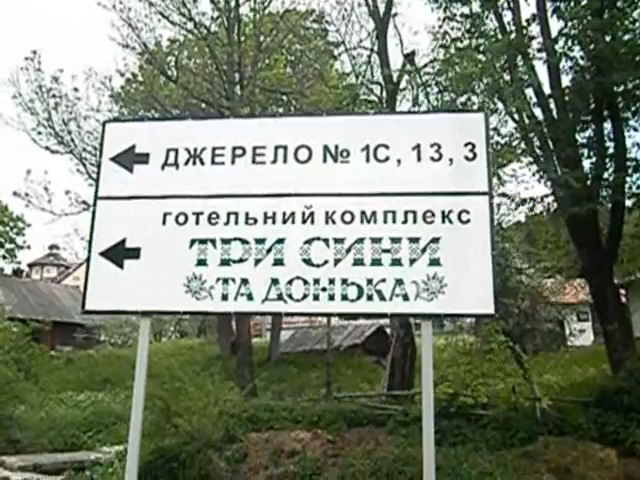 ДЖЕРЕЛО № 1С, 13, 3
ГОТЕЛЬНИЙ КОМПЛЕКС
ТРИ СИНИ
ТА ДОНЬКА